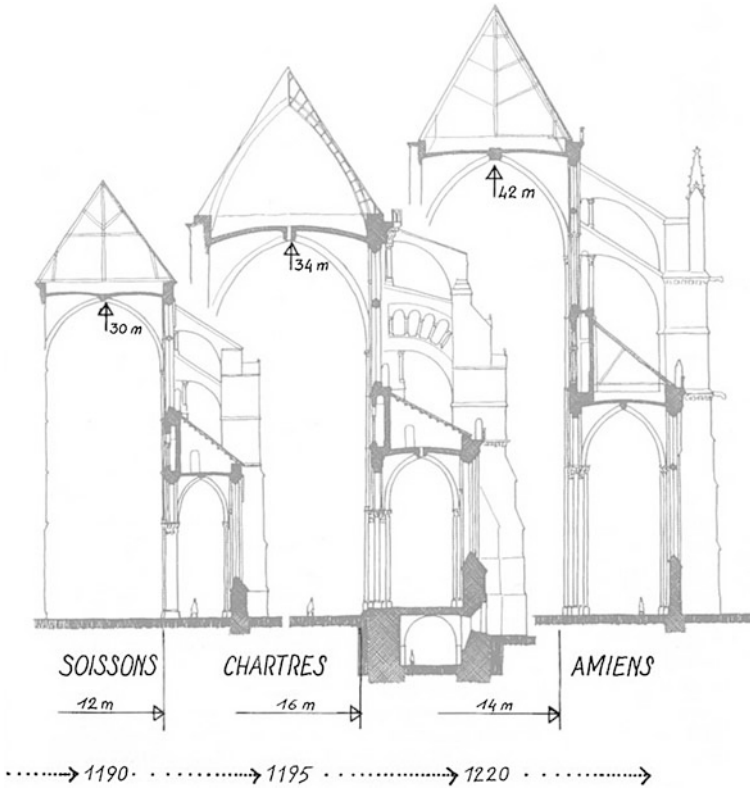 42 m
34 m
30 m
SOISSONS CHARTRES AMIENS
12 m 16 m 14 m
1190 1195 1220